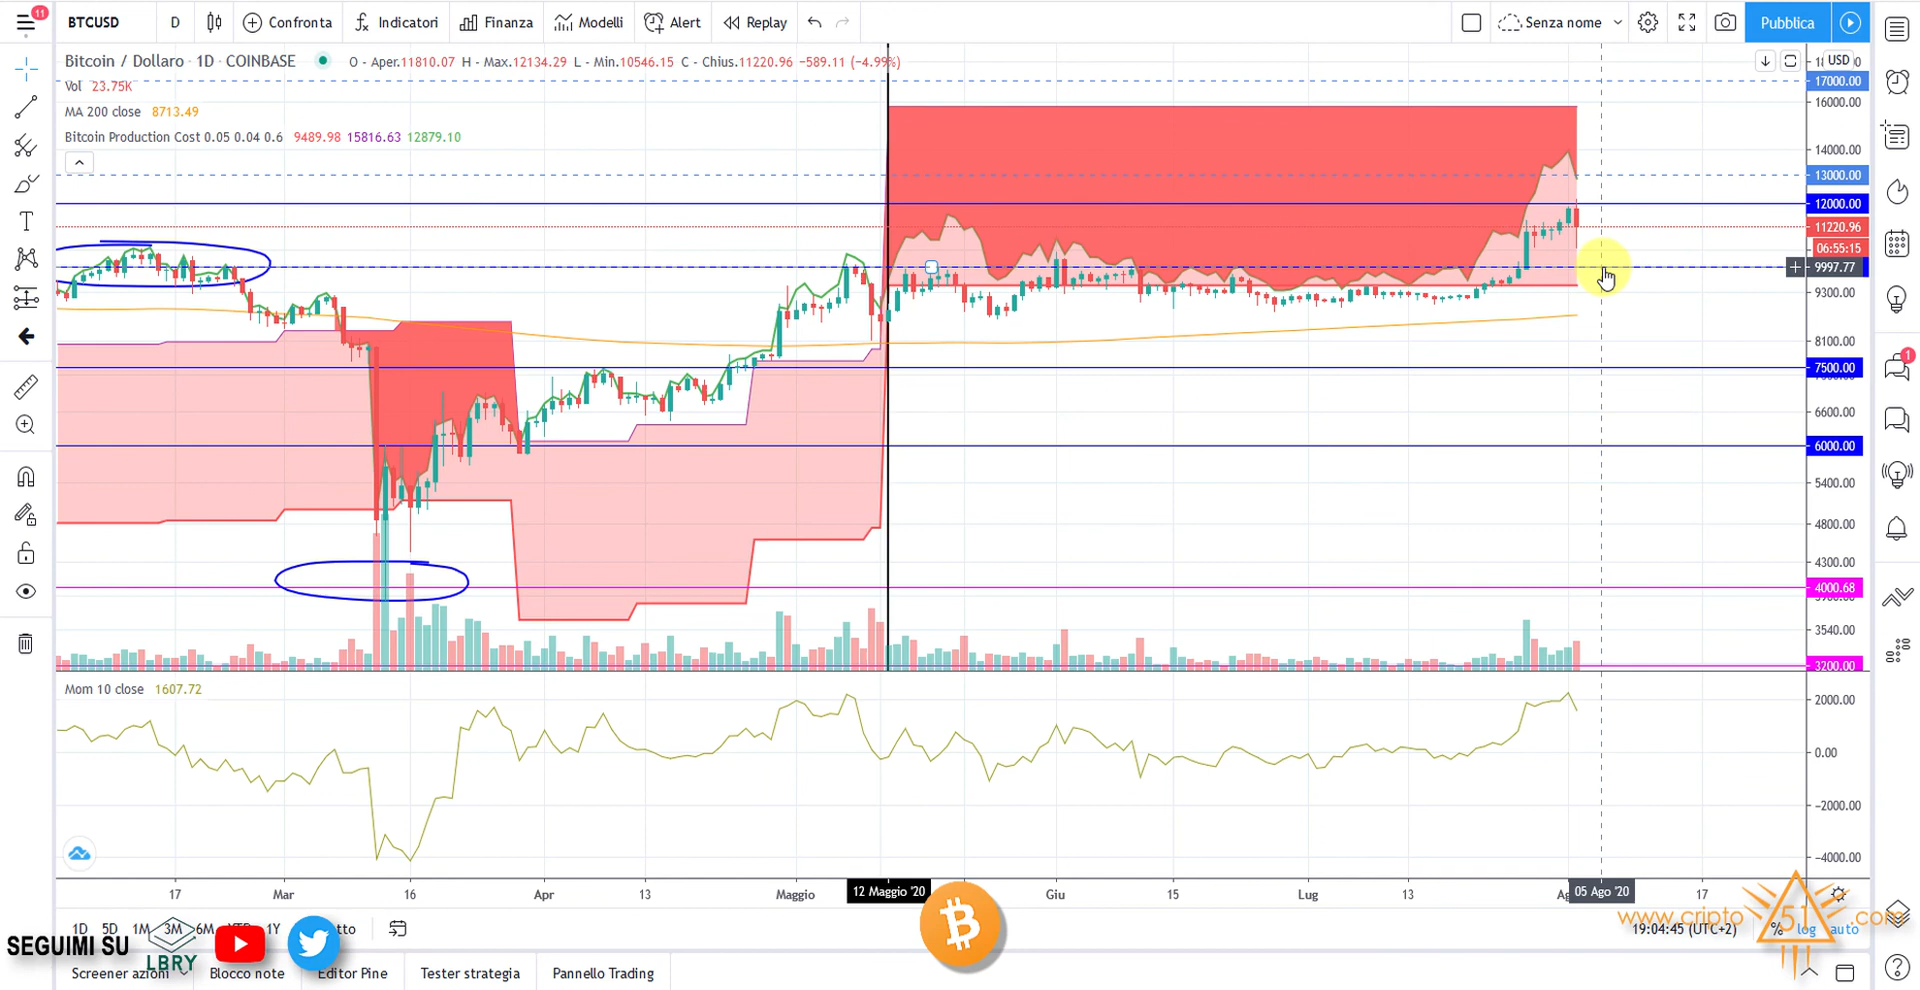 11
BTCUSD D Confronta Indicatori Finanza Modelli Alert Replay Senza nome Pubblica
Bitcoin / Dollaro · 1D · COINBASE O - Aper.11810.07 H - Max.12134.29 L - Min.10546.15 C - Chius.11220.96 −589.11 (−4.99%)
USD
Vol 23.75K
17000.00
MA 200 close 8713.49
16000.00
Bitcoin Production Cost 0.05 0.04 0.6 9489.98 15816.63 12879.10
14000.00
13000.00
12000.00
11220.96
06:55:15
9997.77
9300.00
8100.00
1
7500.00
6600.00
6000.00
5400.00
4800.00
4300.00
4000.68
3540.00
3200.00
Mom 10 close 1607.72
2000.00
0.00
−2000.00
−4000.00
17 Mar 16 Apr 13 Maggio 12 Maggio '20 Giu 15 Lug 13 05 Ago '20 17
www.cripto 51 .com
1D 5D 1M 3M 6M YTD 1Y
19:04:45 (UTC+2) % log auto
SEGUIMI SU
LBRY
Screener azioni Blocco note Editor Pine Tester strategia Pannello Trading